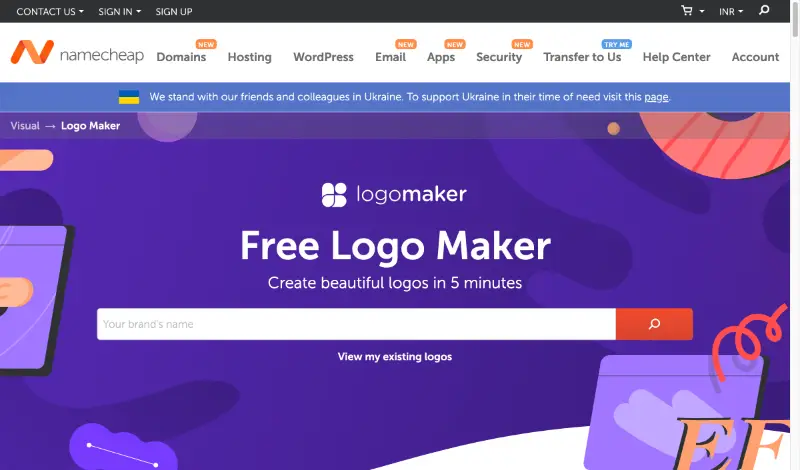 CONTACT US SIGN IN SIGN UP INR
namecheap
Domains NEW Hosting WordPress Email NEW Apps NEW Security NEW Transfer to Us TRY ME Help Center Account
We stand with our friends and colleagues in Ukraine. To support Ukraine in their time of need visit this page.
Visual → Logo Maker
logomaker
Free Logo Maker
Create beautiful logos in 5 minutes
Your brand's name
View my existing logos
EF